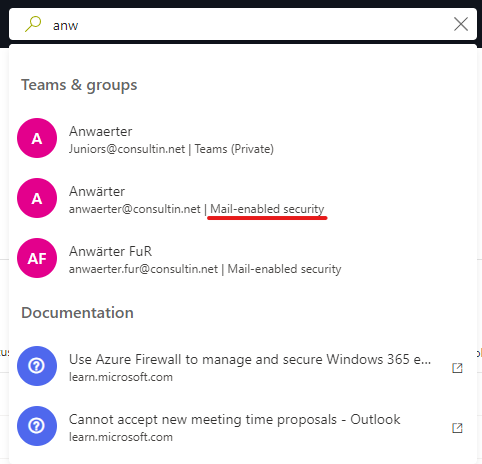 anw
Teams & groups
A
Anwaerter
Juniors@consultin.net | Teams (Private)
A
Anwärter
anwaerter@consultin.net | Mail-enabled security
AF
Anwärter FuR
anwaerter.fur@consultin.net | Mail-enabled security
Documentation
Use Azure Firewall to manage and secure Windows 365 e...
learn.microsoft.com
Cannot accept new meeting time proposals - Outlook
learn.microsoft.com